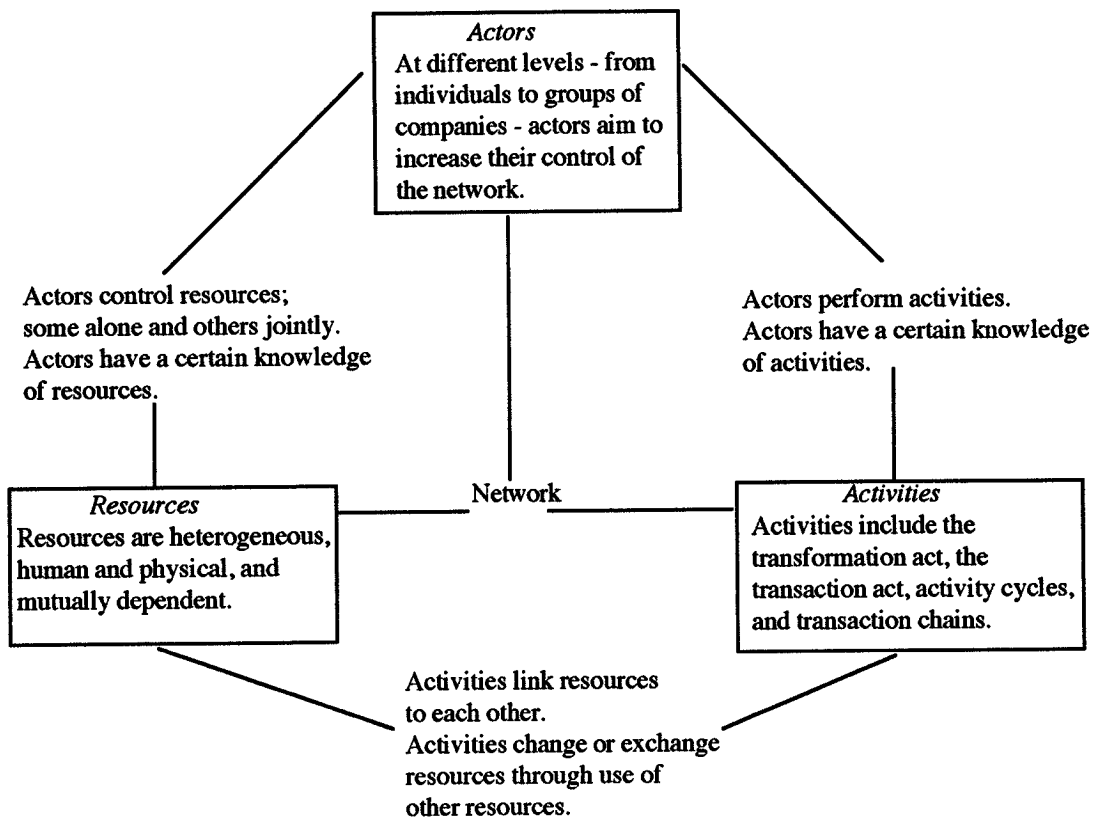 Actors
At different levels - from
individuals to groups of
companies - actors aim to
increase their control of
the network.
Actors control resources;
some alone and others jointly.
Actors have a certain knowledge
of resources.
Actors perform activities.
Actors have a certain knowledge
of activities.
Network
Resources
Resources are heterogeneous,
human and physical, and
mutually dependent.
Activities
Activities include the
transformation act, the
transaction act, activity cycles,
and transaction chains.
Activities link resources
to each other.
Activities change or exchange
resources through use of
other resources.